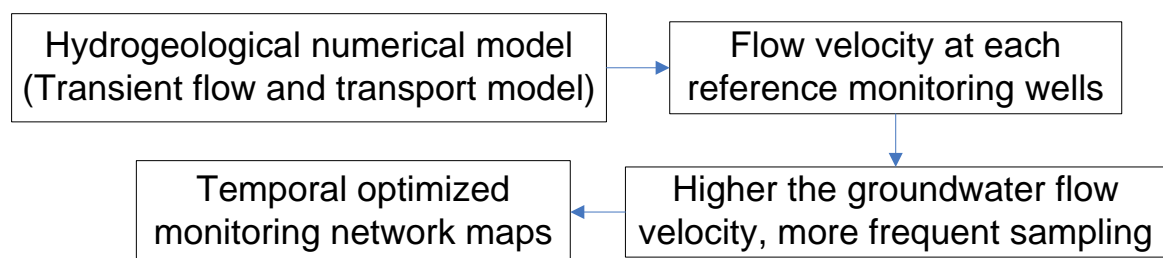 Hydrogeological numerical model
(Transient flow and transport model)
Flow velocity at each
reference monitoring wells
Higher the groundwater flow
velocity, more frequent sampling
Temporal optimized
monitoring network maps